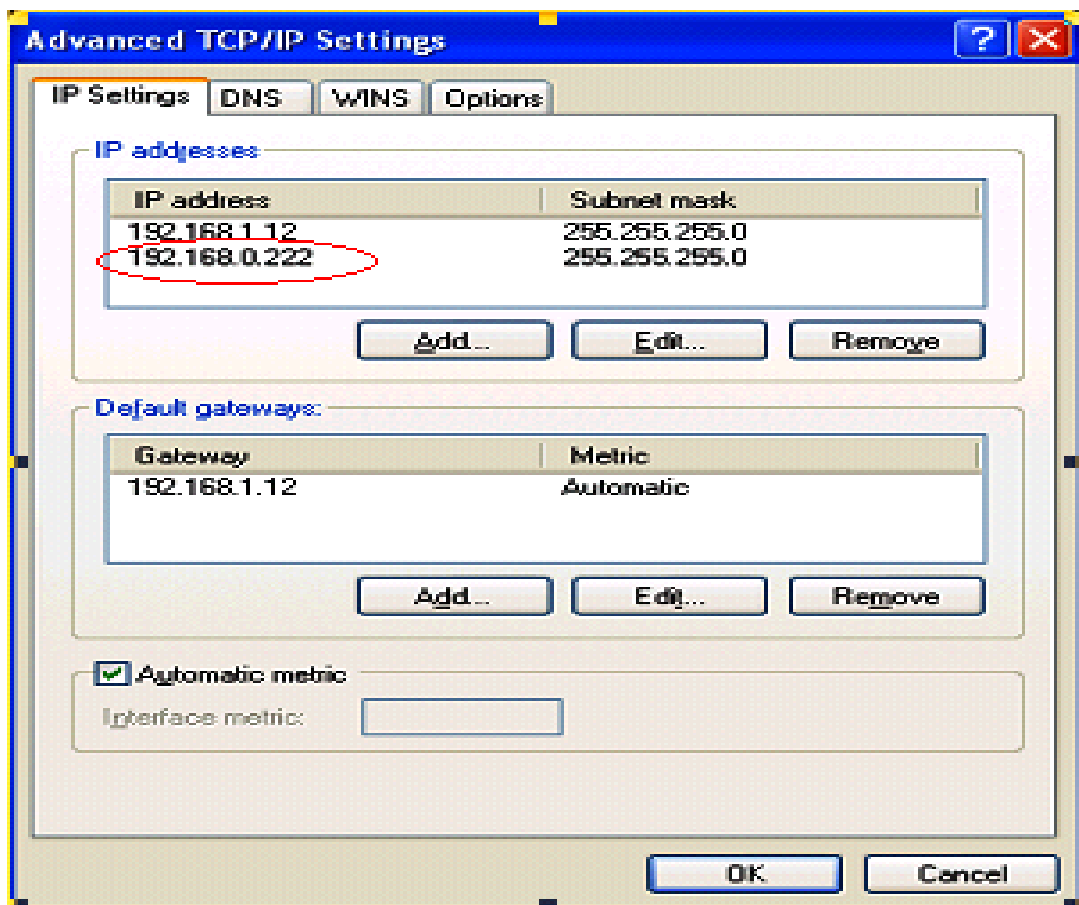 Advanced TCP/IP Settings
IP Settings DNS WINS Options
IP addresses
IP address Subnet mask
192.168.1.12 255.255.255.0
192.168.0.222 255.255.255.0
Add... Edit... Remove
Default gateways:
Gateway Metric
192.168.1.12 Automatic
Add... Edit... Remove
Automatic metric
Interface metric:
OK Cancel